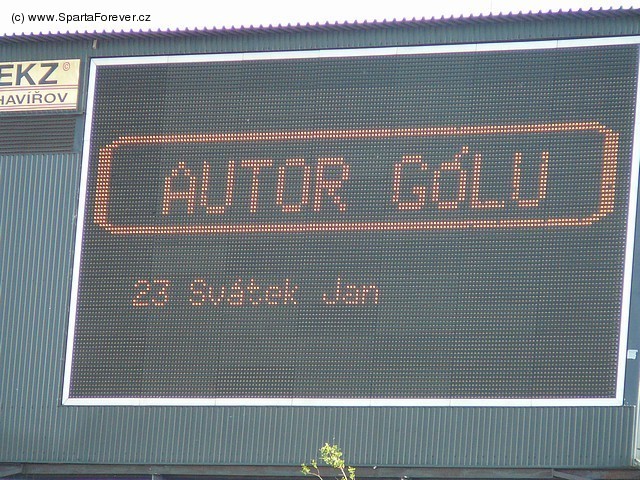 (c) www.SpartaForever.cz
EKZ ©
HAVÍŘOV
AUTOR GÓLU
23 Svátek Jan